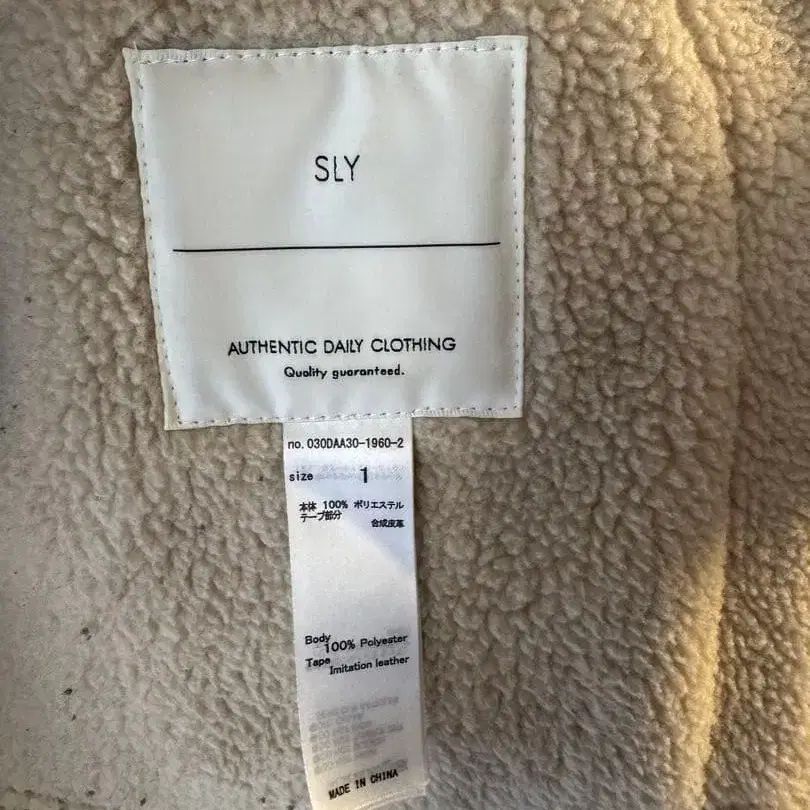 SLY
AUTHENTIC DAILY CLOTHING
Quality guaranteed.
no. 030DAA30-1960-2
size 1
本体 100% ポリエステル
テープ部分
合成皮革
Body
100% Polyester
Tape
Imitation leather
MADE IN CHINA